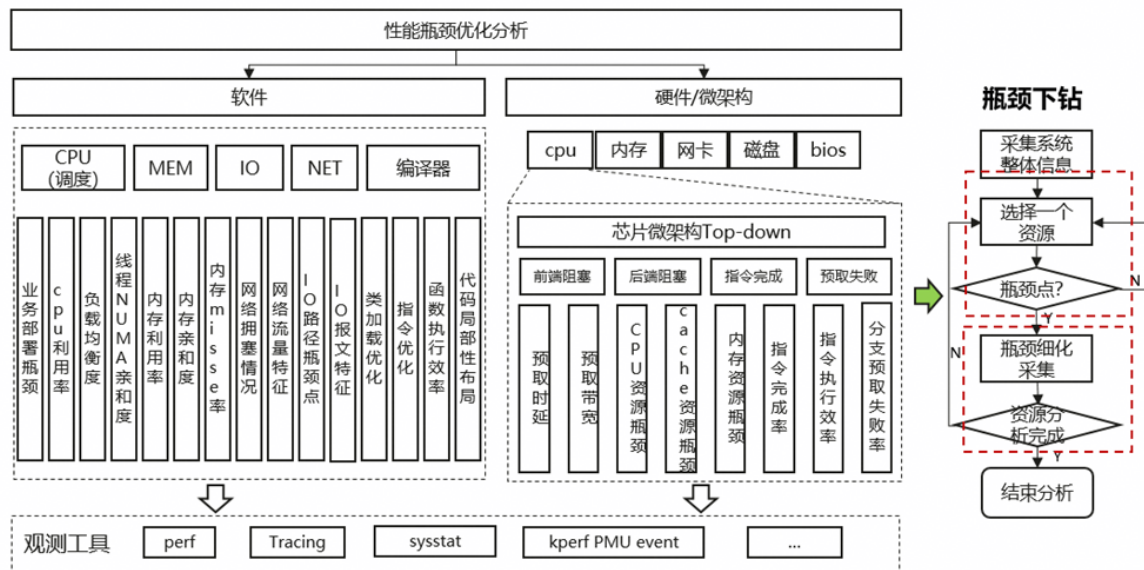 性能瓶颈优化分析
软件
硬件/微架构
CPU
(调度)
MEM
IO
NET
编译器
cpu
内存
网卡
磁盘
bios
业务部署瓶颈
cpu利用率
负载均衡度
线程NUMA亲和度
内存利用率
内存亲和度
内存misse率
网络拥塞情况
网络流量特征
IO路径瓶颈点
IO报文特征
类加载优化
指令优化
函数执行效率
代码局部性布局
芯片微架构Top-down
前端阻塞
后端阻塞
指令完成
预取失败
预取时延
预取带宽
CPU资源瓶颈
cache资源瓶颈
内存资源瓶颈
指令完成率
指令执行效率
分支预取失败率
观测工具
perf
Tracing
sysstat
kperf PMU event
...
瓶颈下钻
采集系统
整体信息
选择一个
资源
瓶颈点?
N
Y
瓶颈细化
采集
N
资源分
析完成
Y
结束分析